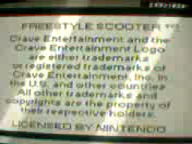 FREESTYLE SCOOTER
Crave Entertainment and the
Crave Entertainment Logo
are either trademarks
or registered trademarks of
Crave Entertainment, Inc. in
the U.S. and other countries
All other trademarks and
copyrights are the property of
their respective holders.
LICENSED BY NINTENDO